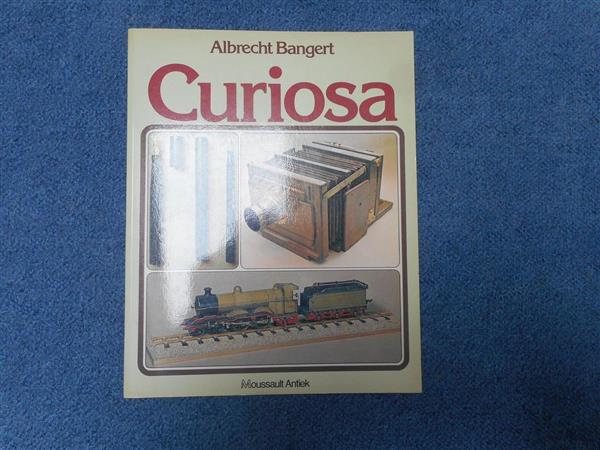 Albrecht Bangert
Curiosa
Moussault Antiek